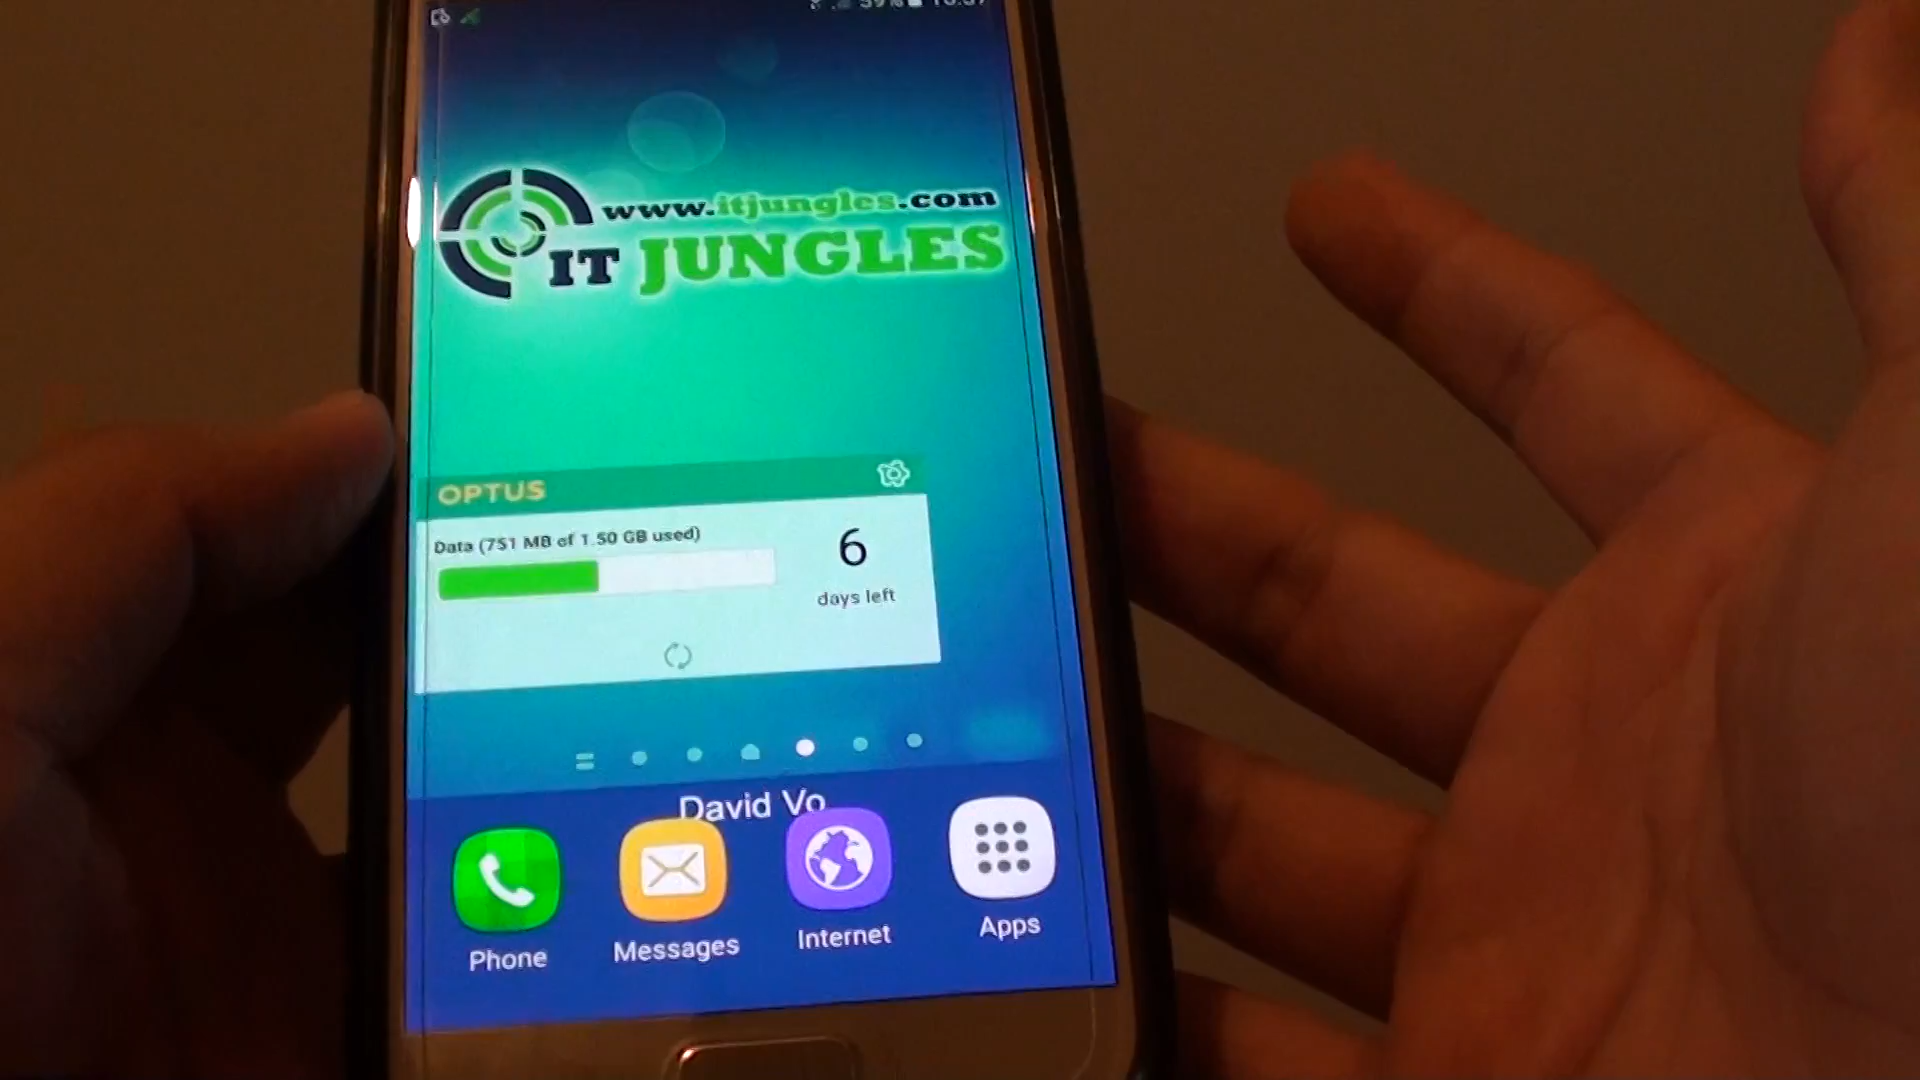 www.itjungles.com
IT JUNGLES
OPTUS
Data (751 MB of 1.50 GB used)
6
days left
David Vo
Phone
Messages
Internet
Apps